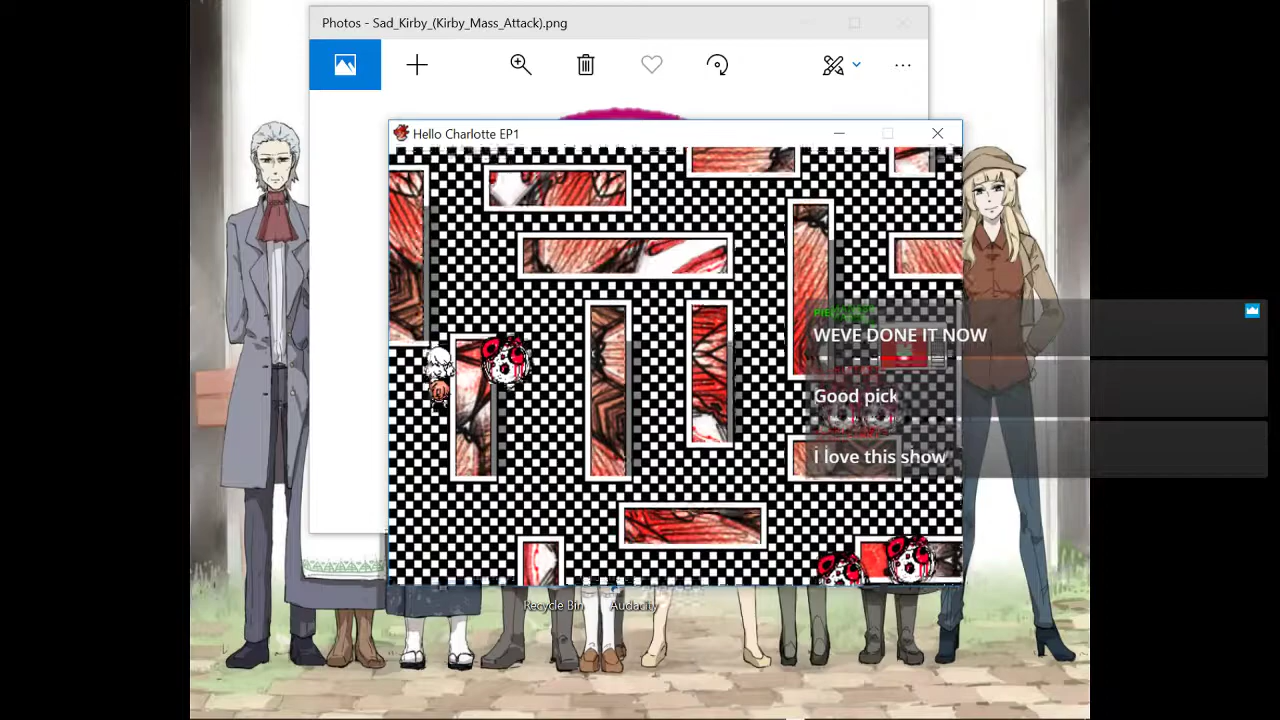 Photos - Sad_Kirby_(Kirby_Mass_Attack).png
Hello Charlotte EP1
WEVE DONE IT NOW
Good pick
i love this show
Recycle Bin
Audacity